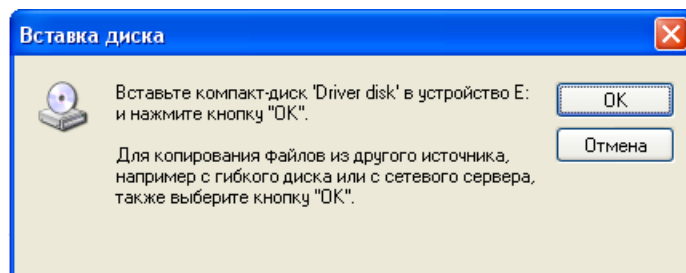 Вставка диска
Вставьте компакт-диск 'Driver disk' в устройство E:
и нажмите кнопку "OK".
Для копирования файлов из другого источника,
например с гибкого диска или с сетевого сервера,
также выберите кнопку "OK".
OK
Отмена